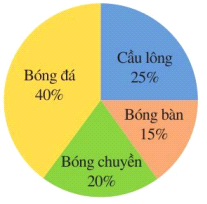 Cầu lông
25%
Bóng đá
40%
Bóng bàn
15%
Bóng chuyền
20%